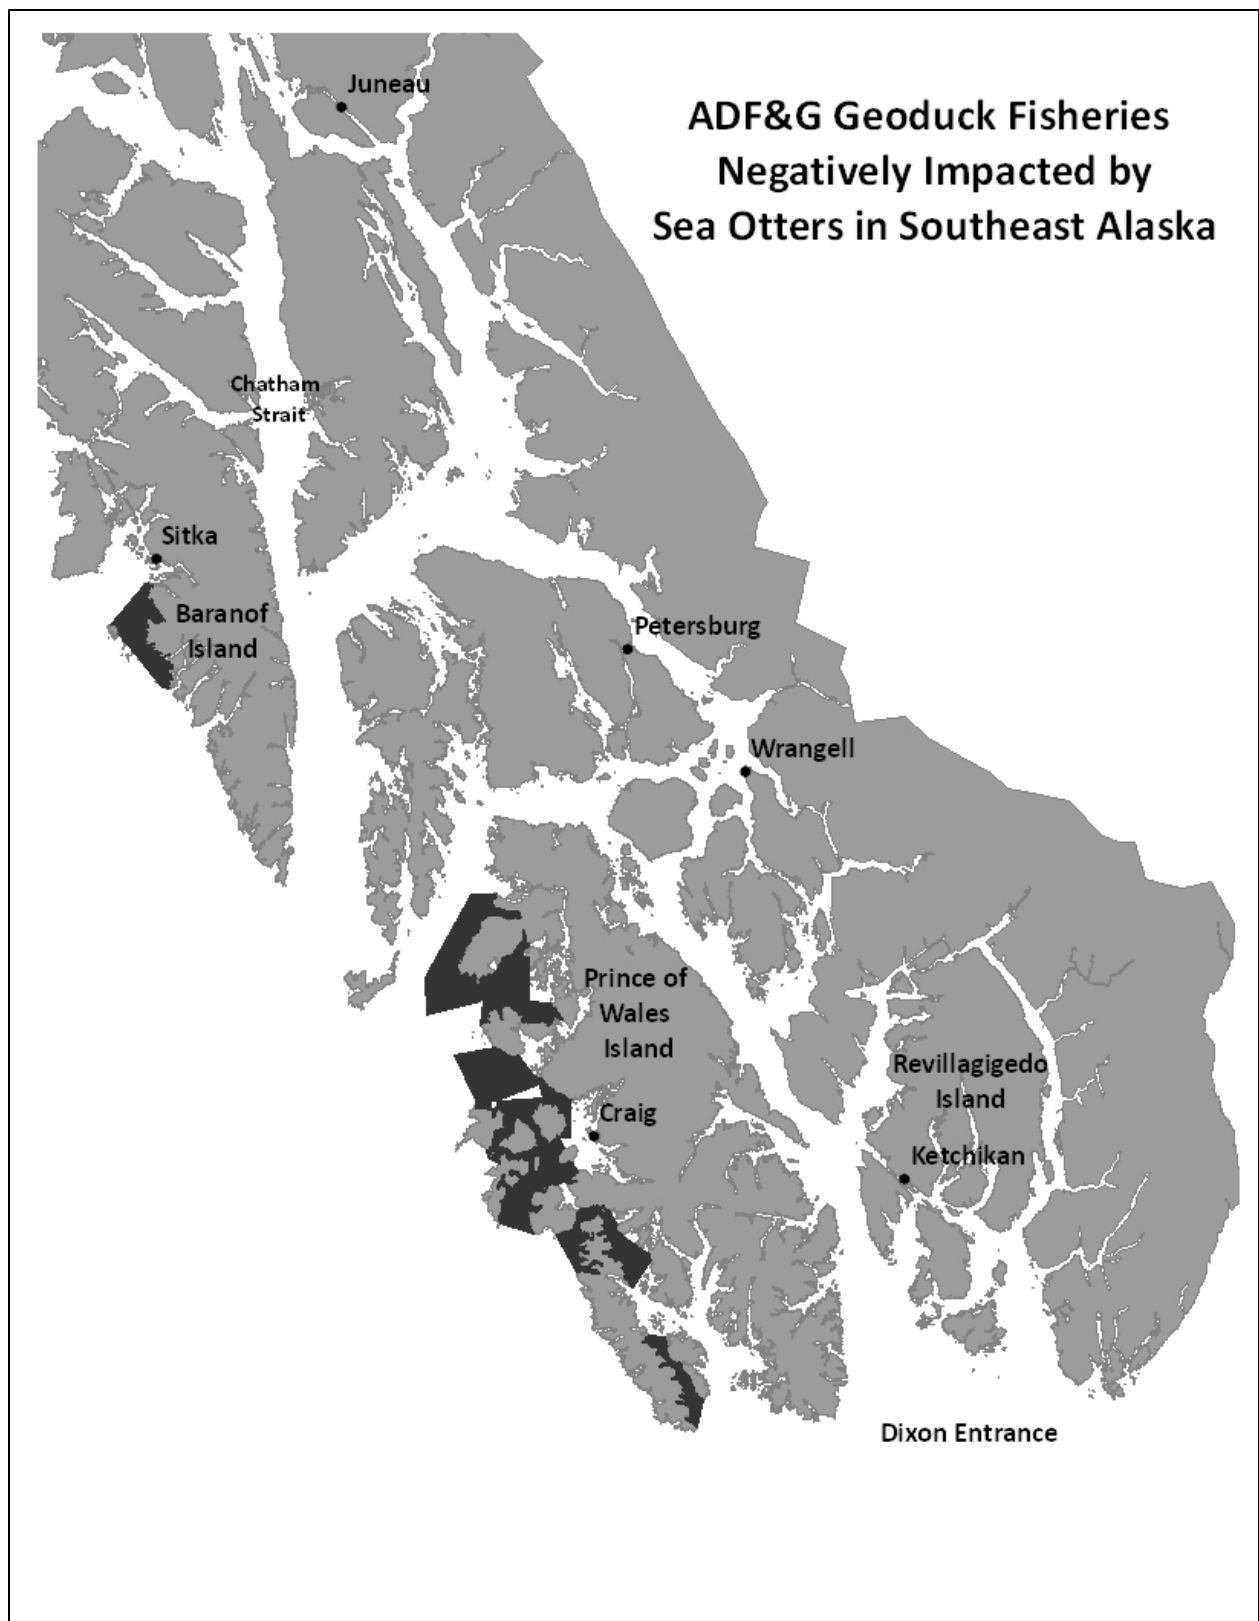 Juneau
ADF&G Geoduck Fisheries
Negatively Impacted by
Sea Otters in Southeast Alaska
Chatham
Strait
Sitka
Baranof
Island
Petersburg
Wrangell
Prince of
Wales
Island
Revillagigedo
Island
Craig
Ketchikan
Dixon Entrance